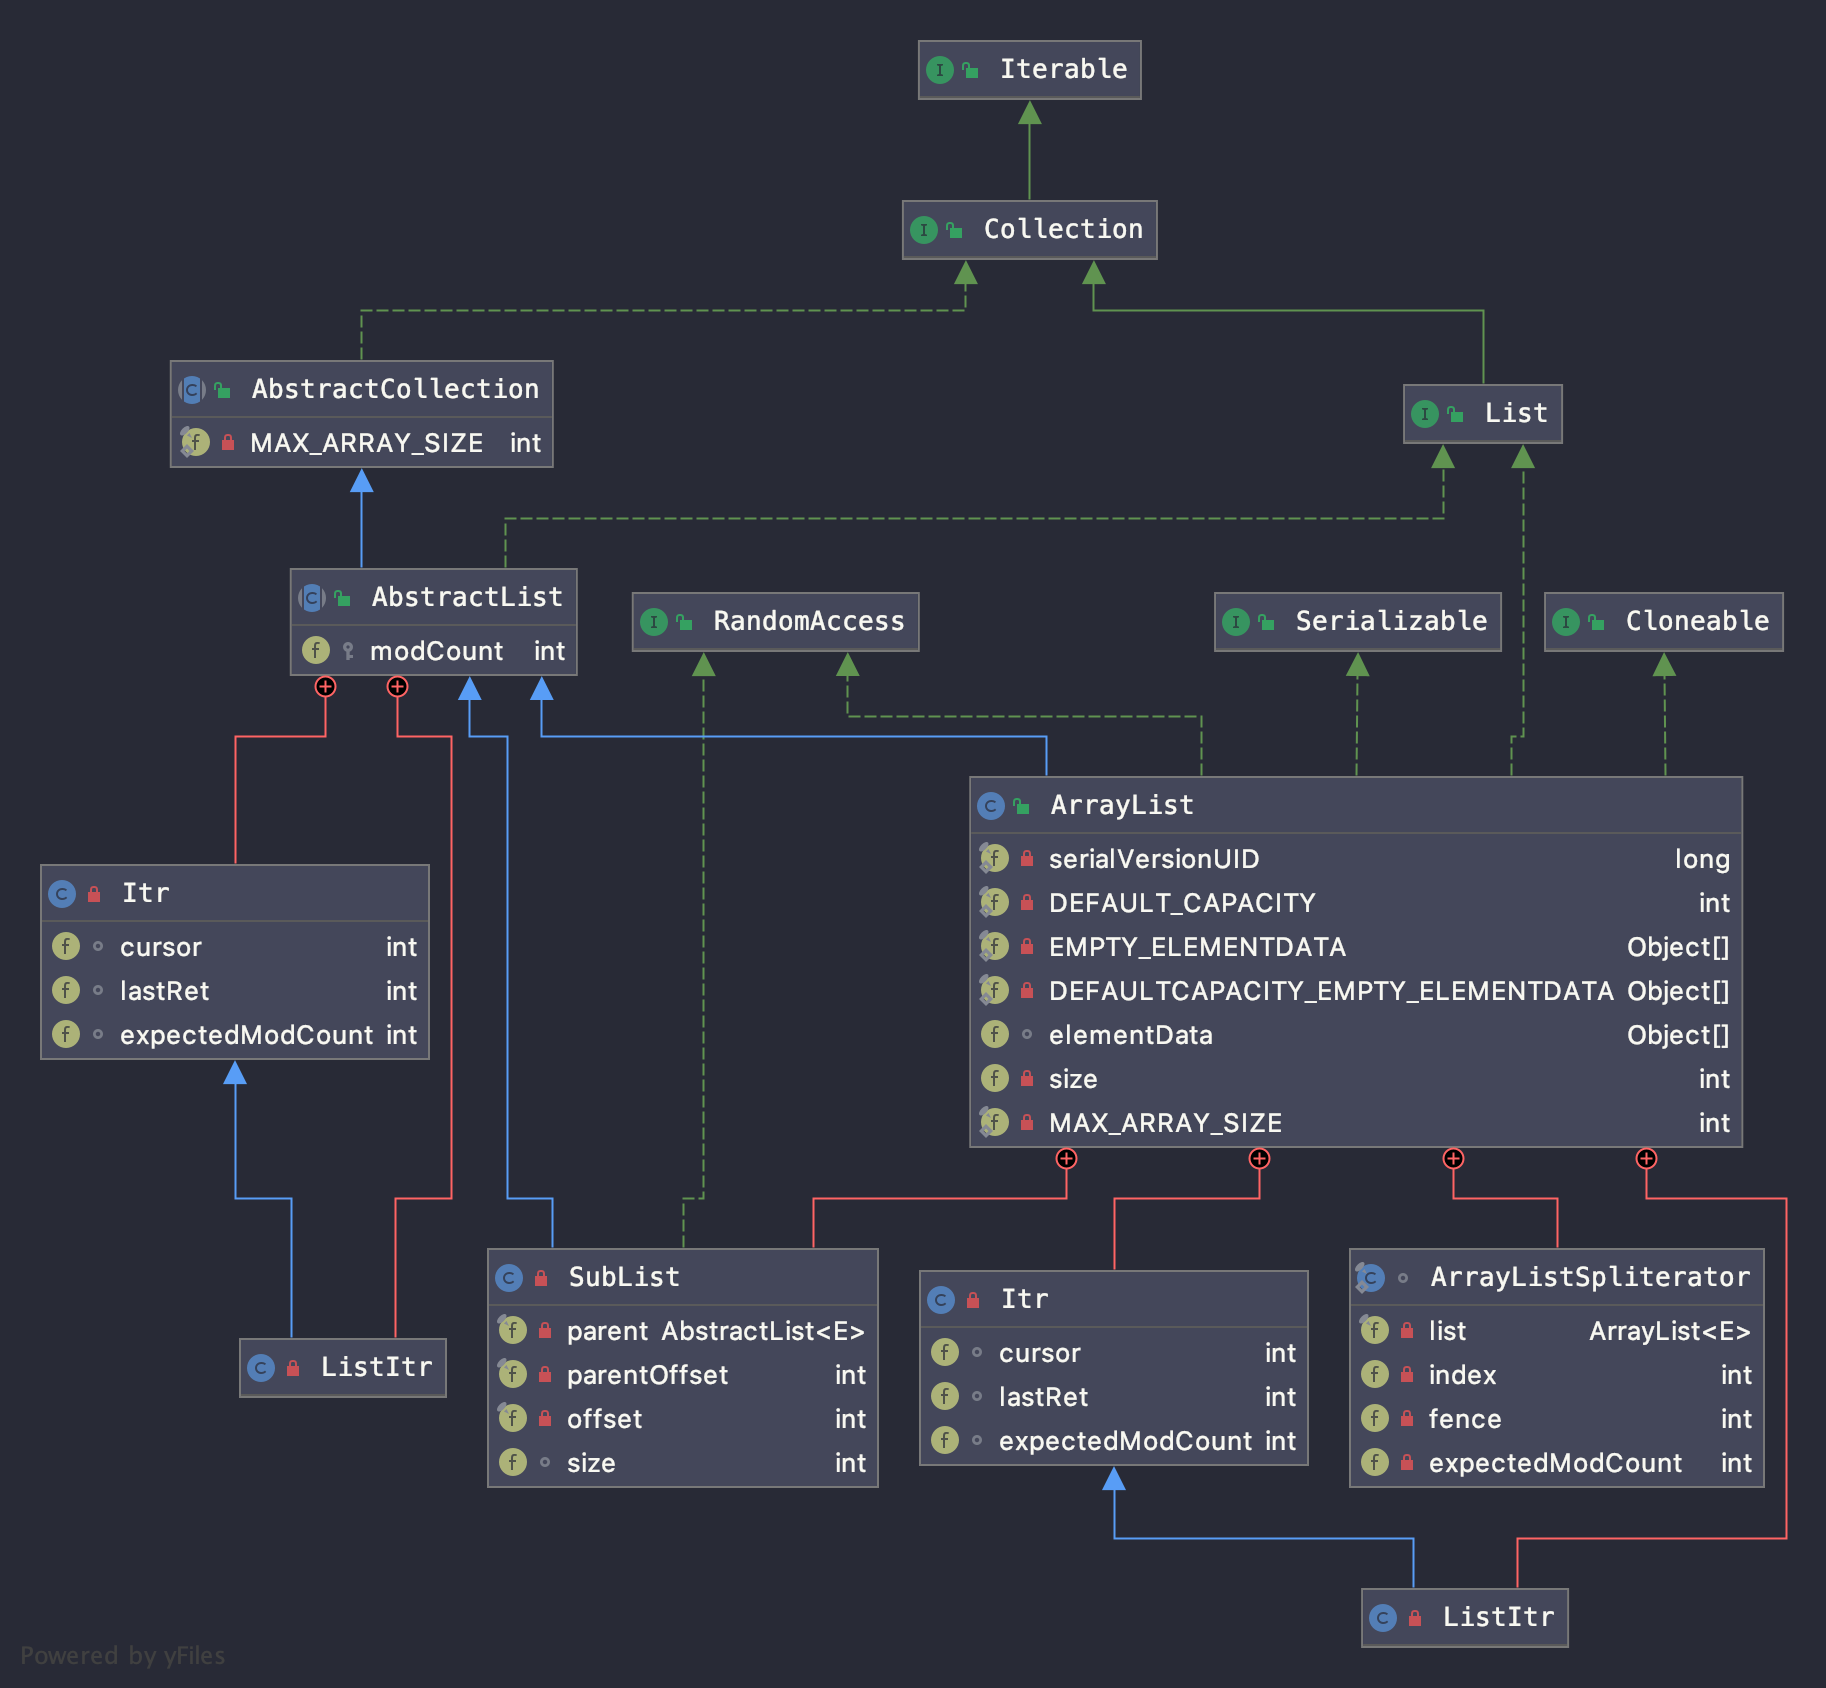 Iterable
Collection
AbstractCollection
MAX_ARRAY_SIZE int
List
AbstractList
modCount int
RandomAccess
Serializable
Cloneable
ArrayList
serialVersionUID long
DEFAULT_CAPACITY int
EMPTY_ELEMENTDATA Object[]
DEFAULTCAPACITY_EMPTY_ELEMENTDATA Object[]
elementData Object[]
size int
MAX_ARRAY_SIZE int
Itr
cursor int
lastRet int
expectedModCount int
ListItr
SubList
parent AbstractList<E>
parentOffset int
offset int
size int
Itr
cursor int
lastRet int
expectedModCount int
ArrayListSpliterator
list ArrayList<E>
index int
fence int
expectedModCount int
ListItr
Powered by yFiles